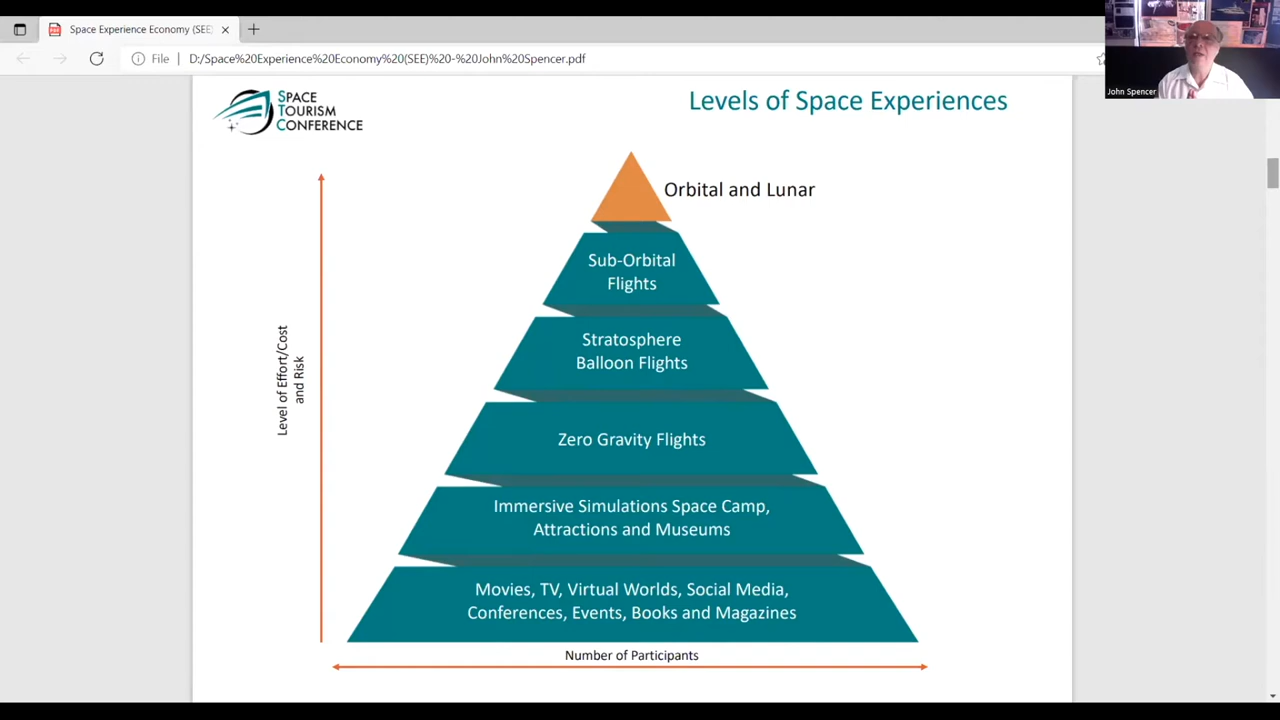 Space Experience Economy (SEE)
File
D:/Space%20Experience%20Economy%20(SEE)%20-%20John%20Spencer.pdf
John Spencer
SPACE
TOURISM
CONFERENCE
Levels of Space Experiences
Orbital and Lunar
Sub-Orbital
Flights
Stratosphere
Balloon Flights
Level of Effort/Cost
and Risk
Zero Gravity Flights
Immersive Simulations Space Camp,
Attractions and Museums
Movies, TV, Virtual Worlds, Social Media,
Conferences, Events, Books and Magazines
Number of Participants